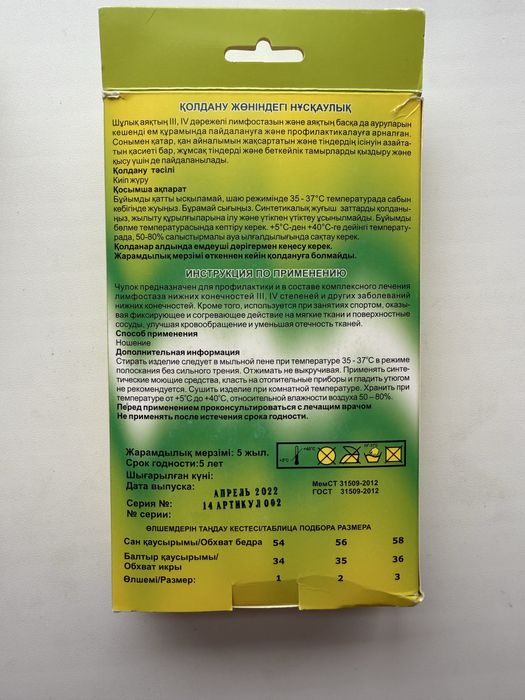 ҚОЛДАНУ ЖӨНІНДЕГІ НҰСҚАУЛЫҚ
Шұлық аяқтың III, IV дәрежелі лимфостазын және аяқтың басқа да ауруларын
кешенді ем құрамында пайдалануға және профилактикалауға арналған.
Сонымен қатар, қан айналымын жақсартатын және тіндердің ісінуін азайта-
тын қасиеті бар, жұмсақ тіндерді және беткейлік тамырларды қыздыру және
қысу үшін де пайдаланылады.
Қолдану тәсілі
Киіп жүру
Қосымша ақпарат
Бұйымды қатты ысқыламай, шаю режимінде 35 - 37°С температурада сабын
көбігінде жуыңыз. Бұрамай сығыңыз. Синтетикалық жуғыш заттарды қолданы-
ңыз, жылыту құрылғыларына ілу және үтікпен үтіктеу ұсынылмайды. Бұйымды
бөлме температурасында кептіру керек. +5°С-ден +40°С-ге дейінгі температу-
рада, 50-80% салыстырмалы ауа ылғалдылығында сақтау керек.
Қолданар алдында емдеуші дәрігермен кеңесу керек.
Жарамдылық мерзімі өткеннен кейін қолдануға болмайды.
ИНСТРУКЦИЯ ПО ПРИМЕНЕНИЮ
Чулок предназначен для профилактики и в составе комплексного лечения
лимфостаза нижних конечностей III, IV степеней и других заболеваний
нижних конечностей. Кроме того, используется при занятиях спортом, оказы-
вая фиксирующее и согревающее действие на мягкие ткани и поверхностные
сосуды, улучшая кровообращение и уменьшая отечность тканей.
Способ применения
Ношение
Дополнительная информация
Стирать изделие следует в мыльной пене при температуре 35 - 37°С в режиме
полоскания без сильного трения. Отжимать не выкручивая. Применять синте-
тические моющие средства, класть на отопительные приборы и гладить утюгом
не рекомендуется. Сушить изделие при комнатной температуре. Хранить при
температуре от +5°С до +40°С, относительной влажности воздуха 50 – 80%.
Перед применением проконсультироваться с лечащим врачом
Не применять после истечения срока годности.
Жарамдылық мерзімі: 5 жыл.
Срок годности:5 лет
Шығарылған күні:
Дата выпуска: АПРЕЛЬ 2022
Серия №: 14 АРТИКУЛ 002
№ серии:
+5°С +40°С
МемСТ 31509-2012
ГОСТ 31509-2012
ӨЛШЕМДЕРІН ТАҢДАУ КЕСТЕСІ/ТАБЛИЦА ПОДБОРА РАЗМЕРА
Сан қаусырымы/Обхват бедра 54 56 58
Балтыр қаусырымы/
Обхват икры 34 35 36
Өлшемі/Размер: 1 2 3